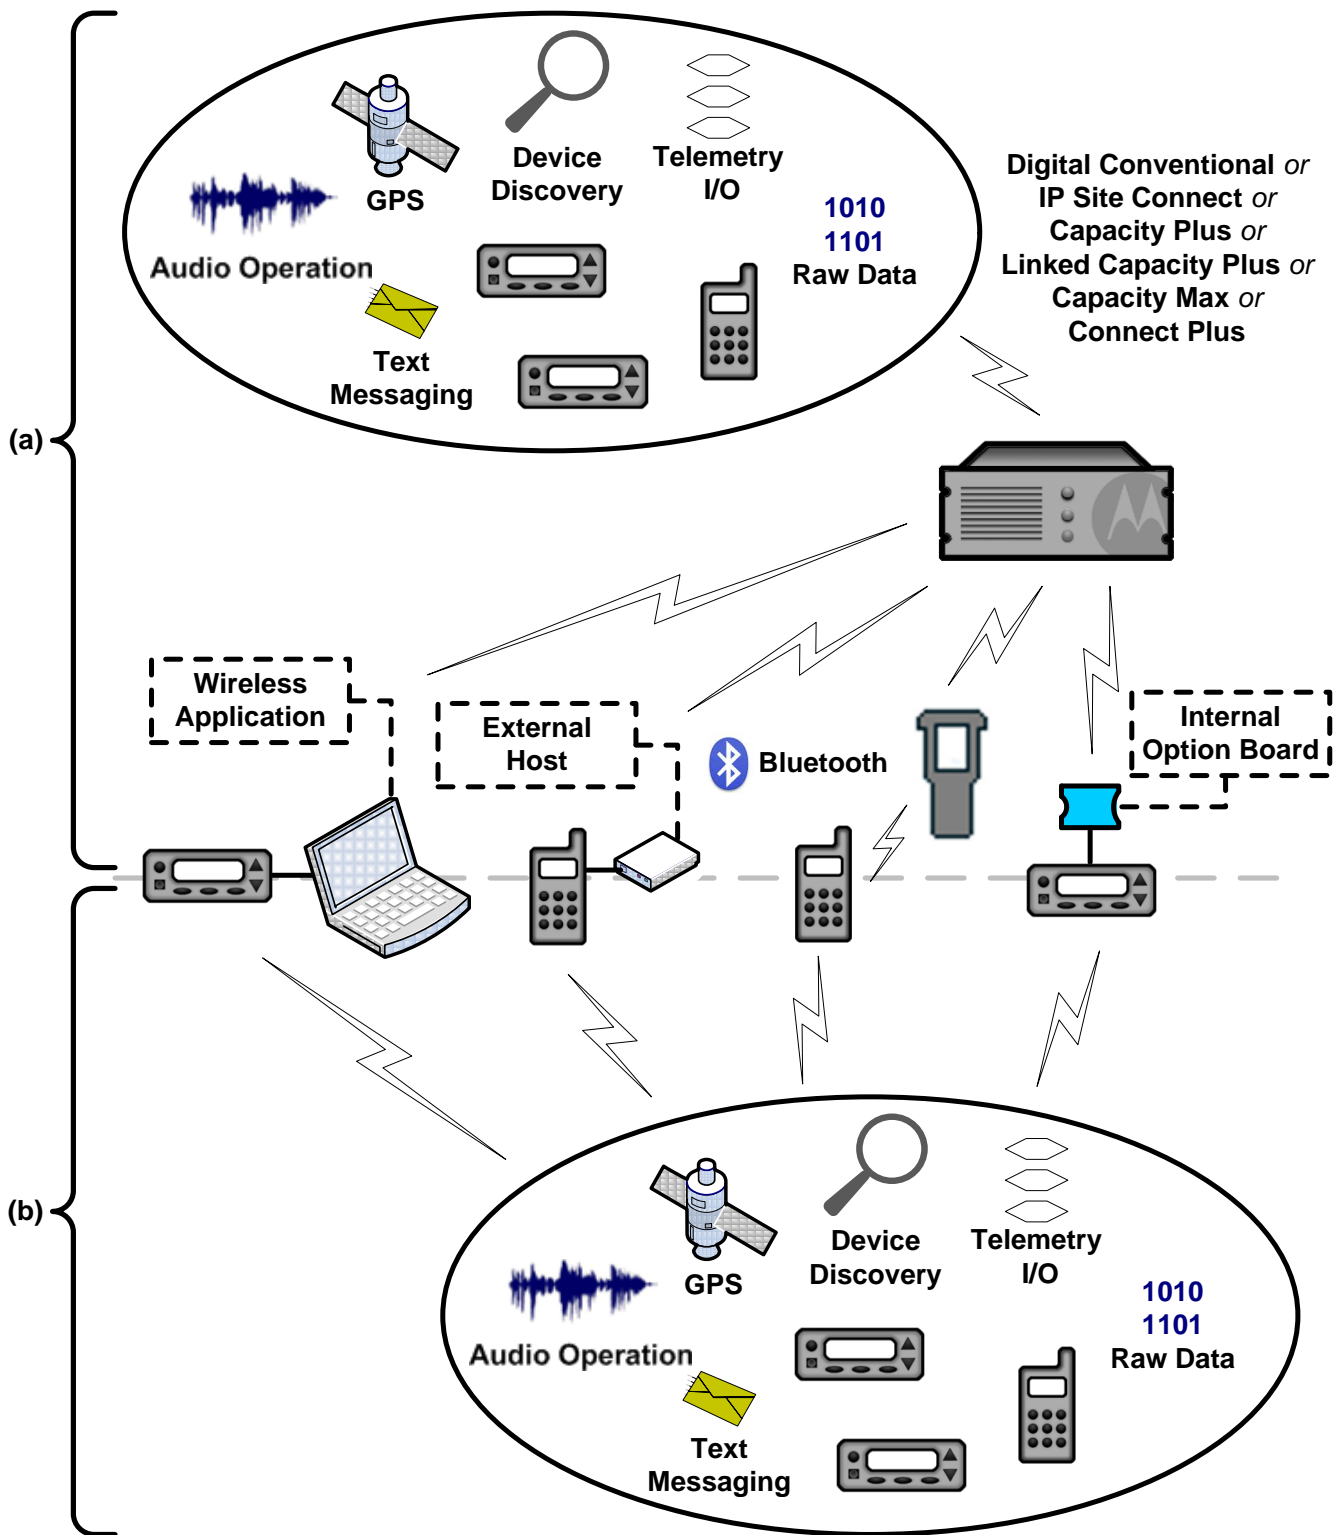 (a)
GPS
Device
Discovery
Telemetry
I/O
Audio Operation
1010
1101
Raw Data
Text
Messaging
Digital Conventional or
IP Site Connect or
Capacity Plus or
Linked Capacity Plus or
Capacity Max or
Connect Plus
Wireless
Application
External
Host
Bluetooth
Internal
Option Board
(b)
GPS
Device
Discovery
Telemetry
I/O
Audio Operation
1010
1101
Raw Data
Text
Messaging